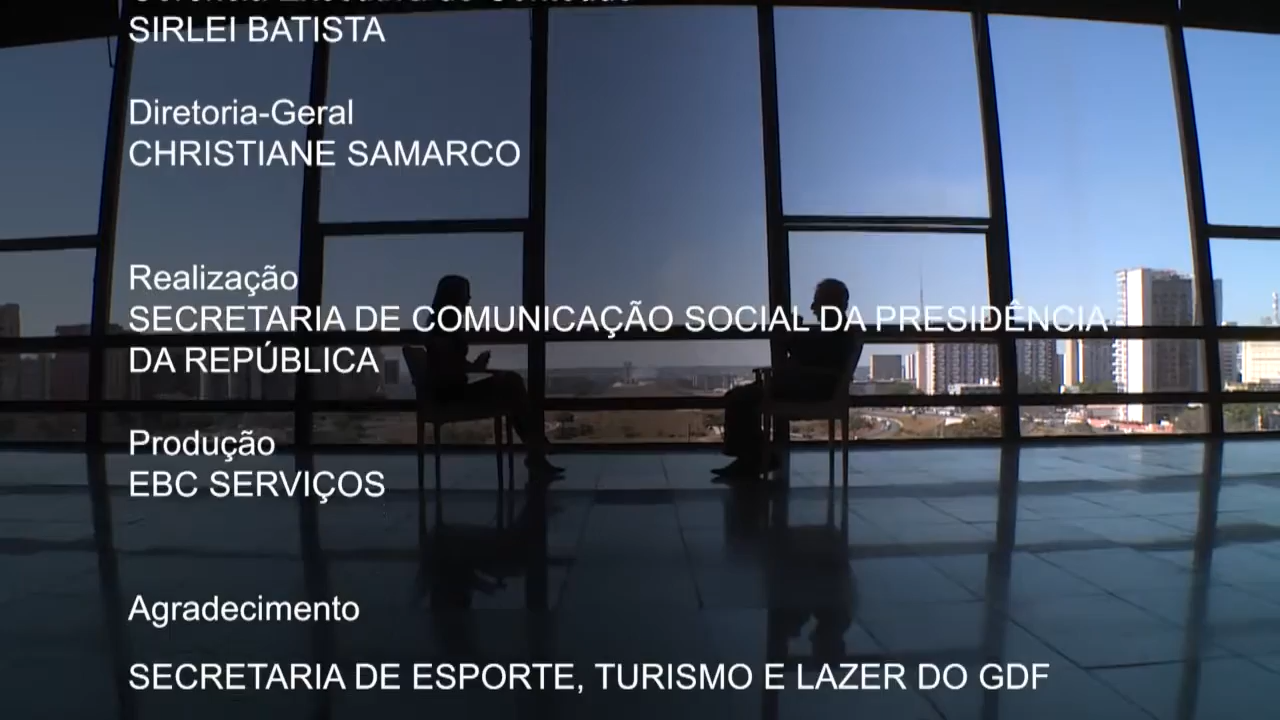 SIRLEI BATISTA
Diretoria-Geral
CHRISTIANE SAMARCO
Realização
SECRETARIA DE COMUNICAÇÃO SOCIAL DA PRESIDÊNCIA
DA REPÚBLICA
Produção
EBC SERVIÇOS
Agradecimento
SECRETARIA DE ESPORTE, TURISMO E LAZER DO GDF